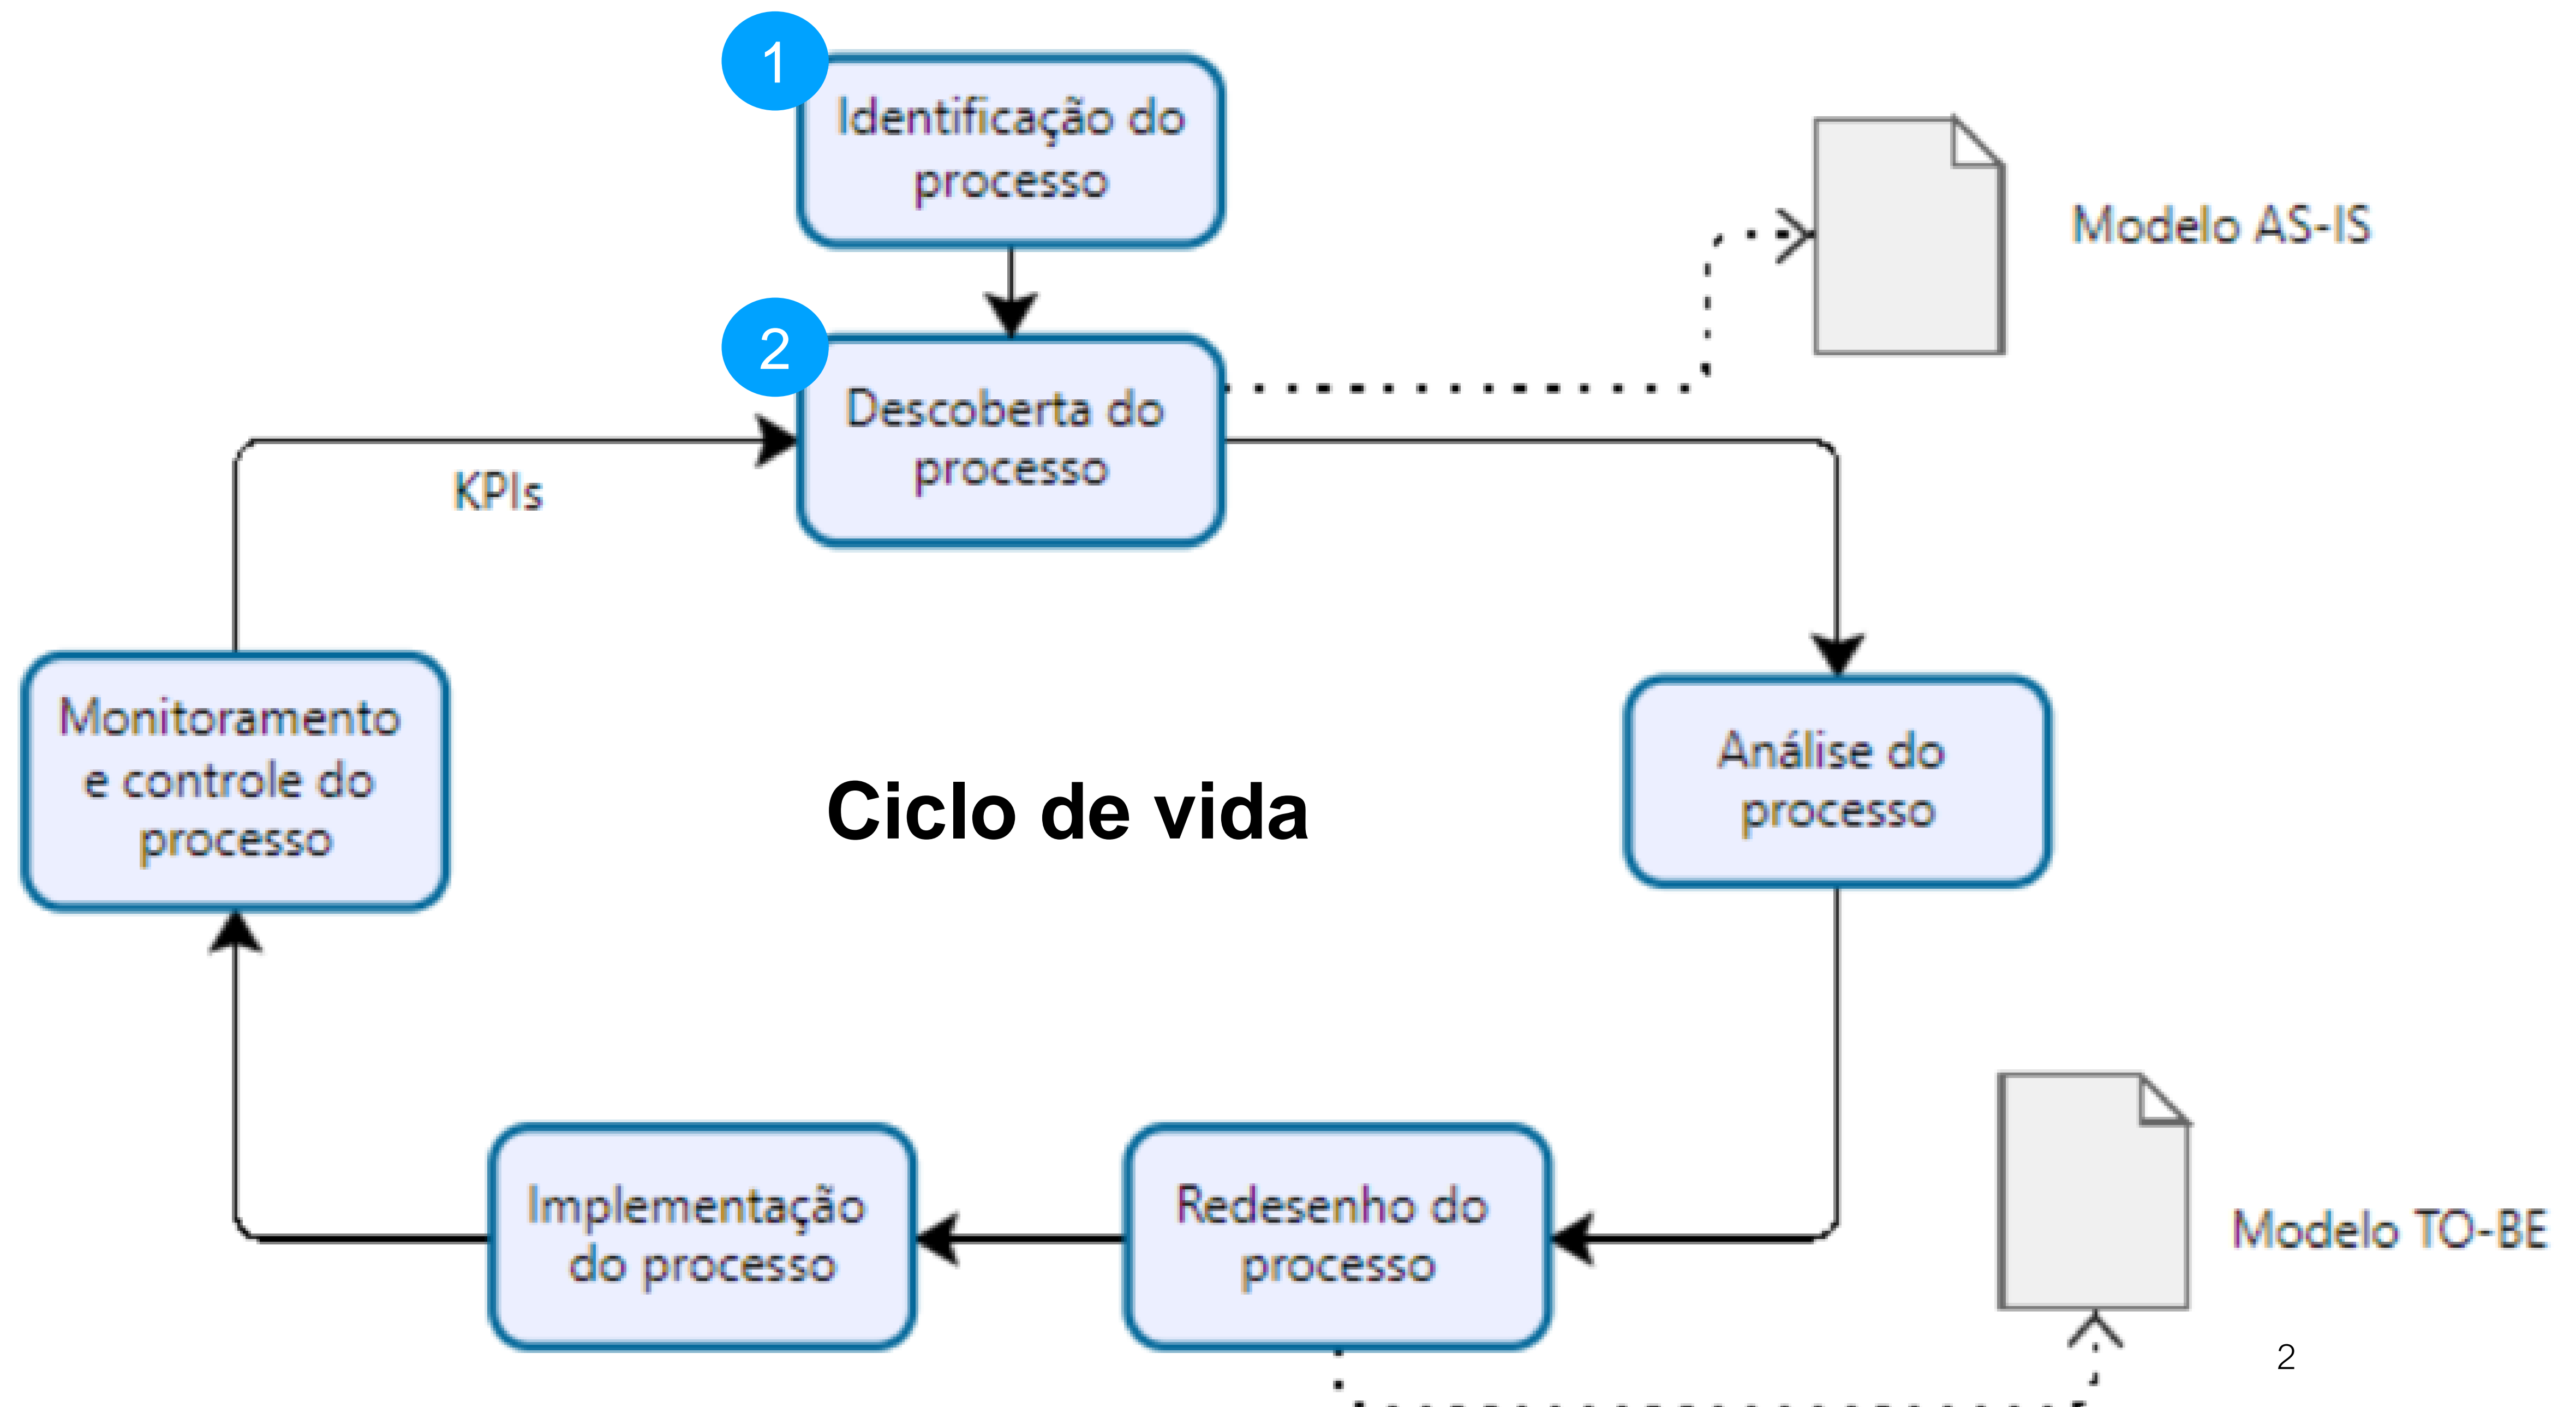 1
Identificação do
processo
Modelo AS-IS
2
Descoberta do
processo
KPIs
Monitoramento
e controle do
processo
Ciclo de vida
Análise do
processo
Implementação
do processo
Redesenho do
processo
Modelo TO-BE
2